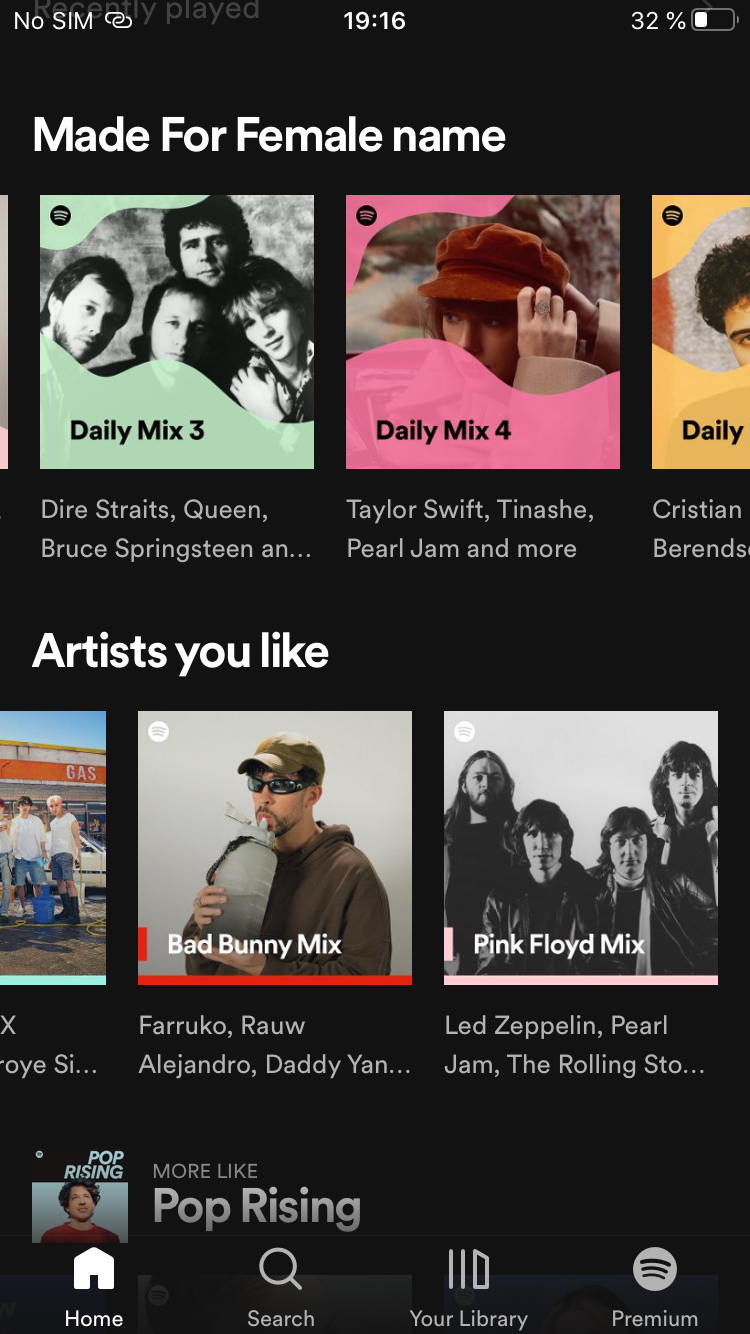 Recently played
No SIM 19:16 32 %
Made For Female name
Daily Mix 3
Daily Mix 4
Daily
Dire Straits, Queen,
Bruce Springsteen an...
Taylor Swift, Tinashe,
Pearl Jam and more
Cristian
Berends
Artists you like
GAS
Bad Bunny Mix
Pink Floyd Mix
X
roye Si...
Farruko, Rauw
Alejandro, Daddy Yan...
Led Zeppelin, Pearl
Jam, The Rolling Sto...
POP
RISING
MORE LIKE
Pop Rising
Home
Search
Your Library
Premium